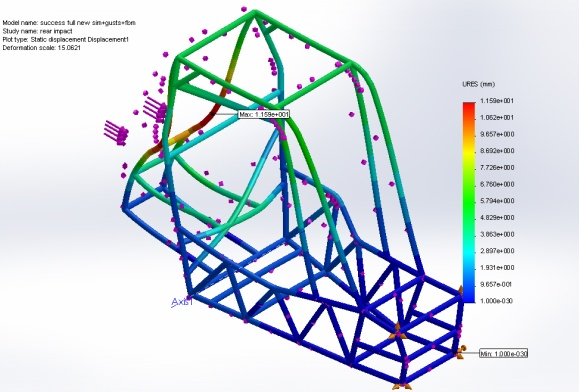 Model name: success full new sim+gusts+fbm
Study name: rear impact
Plot type: Static displacement Displacement1
Deformation scale: 15.0621
URES (mm)
1.159e+001
1.062e+001
9.657e+000
8.692e+000
7.726e+000
6.760e+000
5.794e+000
4.829e+000
3.863e+000
2.897e+000
1.931e+000
9.657e-001
1.000e-030
Max: 1.159e+001
Axis1
Min: 1.000e-030